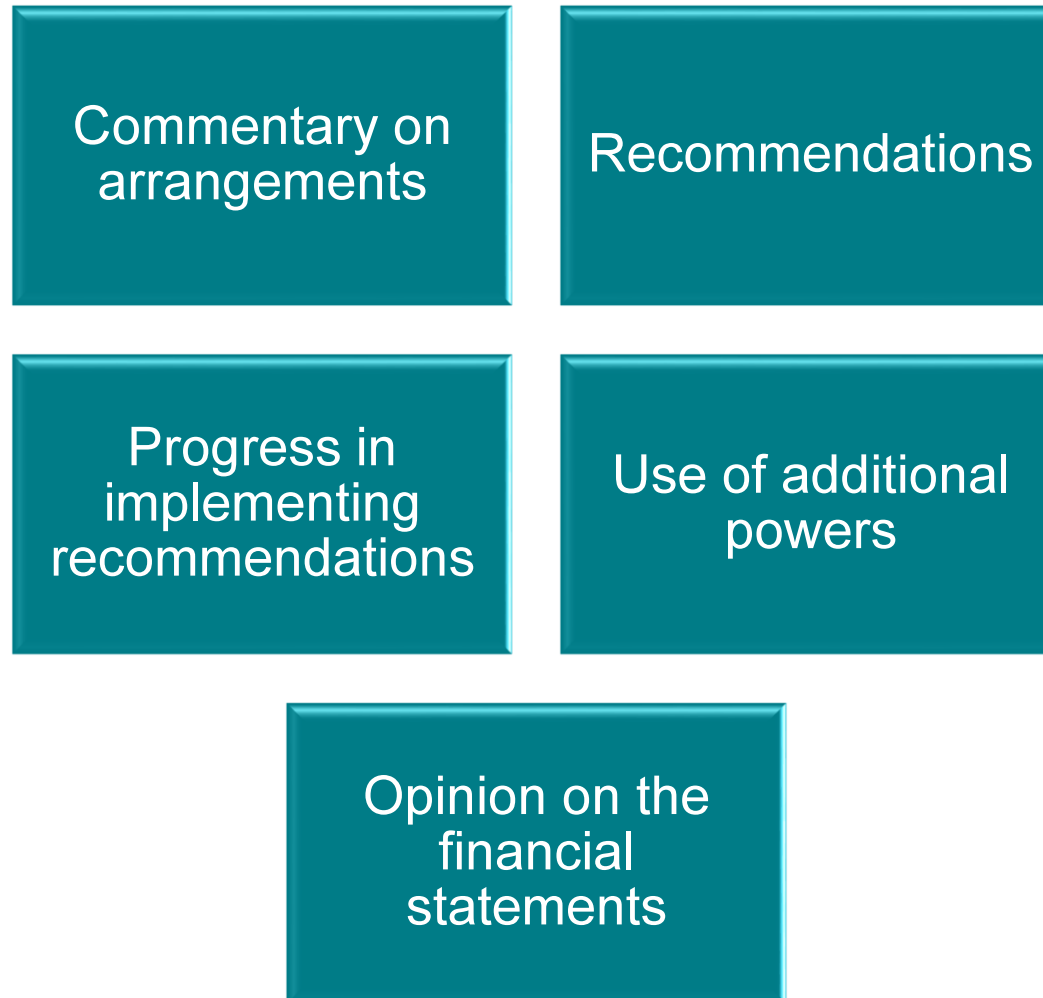 Commentary on
arrangements
Recommendations
Progress in
implementing
recommendations
Use of additional
powers
Opinion on the
financial
statements